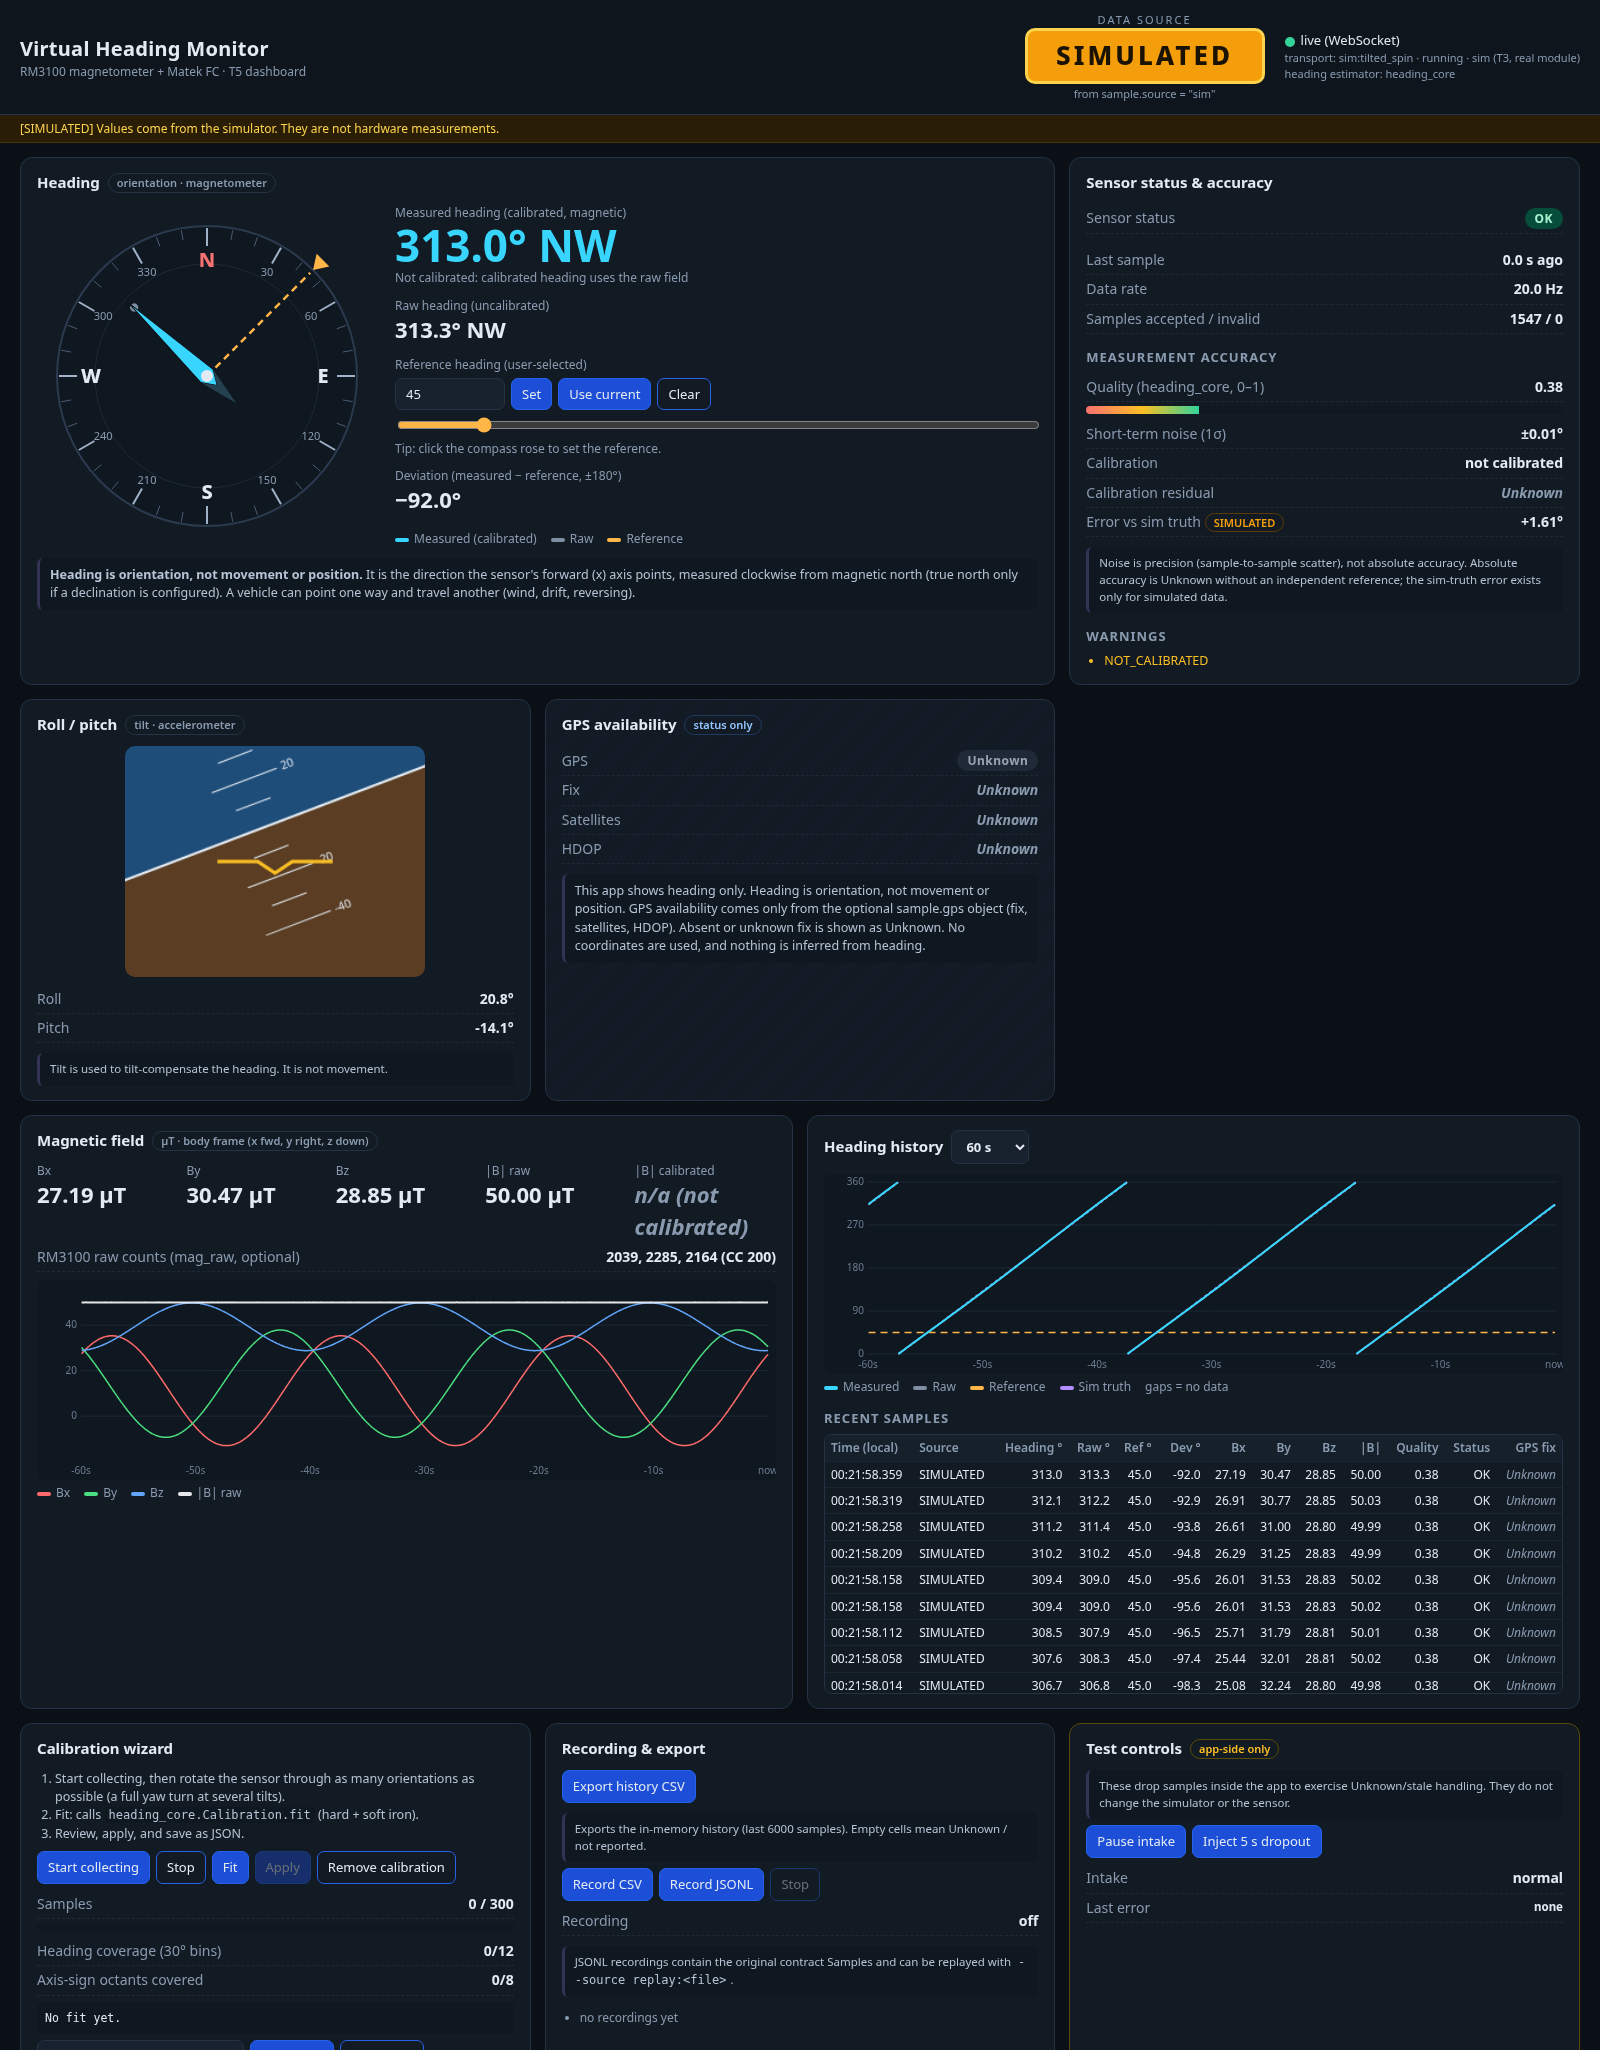 Virtual Heading Monitor
RM3100 magnetometer + Matek FC · T5 dashboard
DATA SOURCE
SIMULATED
from sample.source = "sim"
live (WebSocket)
transport: sim:tilted_spin · running · sim (T3, real module)
heading estimator: heading_core
[SIMULATED] Values come from the simulator. They are not hardware measurements.
Heading orientation · magnetometer
N
30
60
E
120
150
S
210
240
W
300
330
Measured heading (calibrated, magnetic)
313.0° NW
Not calibrated: calibrated heading uses the raw field
Raw heading (uncalibrated)
313.3° NW
Reference heading (user-selected)
45 Set Use current Clear
Tip: click the compass rose to set the reference.
Deviation (measured − reference, ±180°)
−92.0°
Measured (calibrated) Raw Reference
Heading is orientation, not movement or position. It is the direction the sensor's forward (x) axis points, measured clockwise from magnetic north (true north only
if a declination is configured). A vehicle can point one way and travel another (wind, drift, reversing).
Sensor status & accuracy
Sensor status OK
Last sample 0.0 s ago
Data rate 20.0 Hz
Samples accepted / invalid 1547 / 0
MEASUREMENT ACCURACY
Quality (heading_core, 0–1) 0.38
Short-term noise (1σ) ±0.01°
Calibration not calibrated
Calibration residual Unknown
Error vs sim truth SIMULATED +1.61°
Noise is precision (sample-to-sample scatter), not absolute accuracy. Absolute
accuracy is Unknown without an independent reference; the sim-truth error exists
only for simulated data.
WARNINGS
• NOT_CALIBRATED
Roll / pitch tilt · accelerometer
20
-20
-40
Roll 20.8°
Pitch -14.1°
Tilt is used to tilt-compensate the heading. It is not movement.
GPS availability status only
GPS Unknown
Fix Unknown
Satellites Unknown
HDOP Unknown
This app shows heading only. Heading is orientation, not movement or
position. GPS availability comes only from the optional sample.gps object (fix,
satellites, HDOP). Absent or unknown fix is shown as Unknown. No
coordinates are used, and nothing is inferred from heading.
Magnetic field µT · body frame (x fwd, y right, z down)
Bx By Bz |B| raw |B| calibrated
27.19 µT 30.47 µT 28.85 µT 50.00 µT n/a (not
calibrated)
RM3100 raw counts (mag_raw, optional) 2039, 2285, 2164 (CC 200)
40
20
0
-60s -50s -40s -30s -20s -10s now
Bx By Bz |B| raw
Heading history 60 s
360
270
180
90
0
-60s -50s -40s -30s -20s -10s now
Measured Raw Reference Sim truth gaps = no data
RECENT SAMPLES
Time (local) Source Heading ° Raw ° Ref ° Dev ° Bx By Bz |B| Quality Status GPS fix
00:21:58.359 SIMULATED 313.0 313.3 45.0 -92.0 27.19 30.47 28.85 50.00 0.38 OK Unknown
00:21:58.319 SIMULATED 312.1 312.2 45.0 -92.9 26.91 30.77 28.85 50.03 0.38 OK Unknown
00:21:58.258 SIMULATED 311.2 311.4 45.0 -93.8 26.61 31.00 28.80 49.99 0.38 OK Unknown
00:21:58.209 SIMULATED 310.2 310.2 45.0 -94.8 26.29 31.25 28.83 49.99 0.38 OK Unknown
00:21:58.158 SIMULATED 309.4 309.0 45.0 -95.6 26.01 31.53 28.83 50.02 0.38 OK Unknown
00:21:58.158 SIMULATED 309.4 309.0 45.0 -95.6 26.01 31.53 28.83 50.02 0.38 OK Unknown
00:21:58.112 SIMULATED 308.5 307.9 45.0 -96.5 25.71 31.79 28.81 50.01 0.38 OK Unknown
00:21:58.058 SIMULATED 307.6 308.3 45.0 -97.4 25.44 32.01 28.81 50.02 0.38 OK Unknown
00:21:58.014 SIMULATED 306.7 306.8 45.0 -98.3 25.08 32.24 28.80 49.98 0.38 OK Unknown
Calibration wizard
1. Start collecting, then rotate the sensor through as many orientations as
possible (a full yaw turn at several tilts).
2. Fit: calls heading_core.Calibration.fit (hard + soft iron).
3. Review, apply, and save as JSON.
Start collecting Stop Fit Apply Remove calibration
Samples 0 / 300
Heading coverage (30° bins) 0/12
Axis-sign octants covered 0/8
No fit yet.
Recording & export
Export history CSV
Exports the in-memory history (last 6000 samples). Empty cells mean Unknown /
not reported.
Record CSV Record JSONL Stop
Recording off
JSONL recordings contain the original contract Samples and can be replayed with -
-source replay:<file> .
• no recordings yet
Test controls app-side only
These drop samples inside the app to exercise Unknown/stale handling. They do not
change the simulator or the sensor.
Pause intake Inject 5 s dropout
Intake normal
Last error none